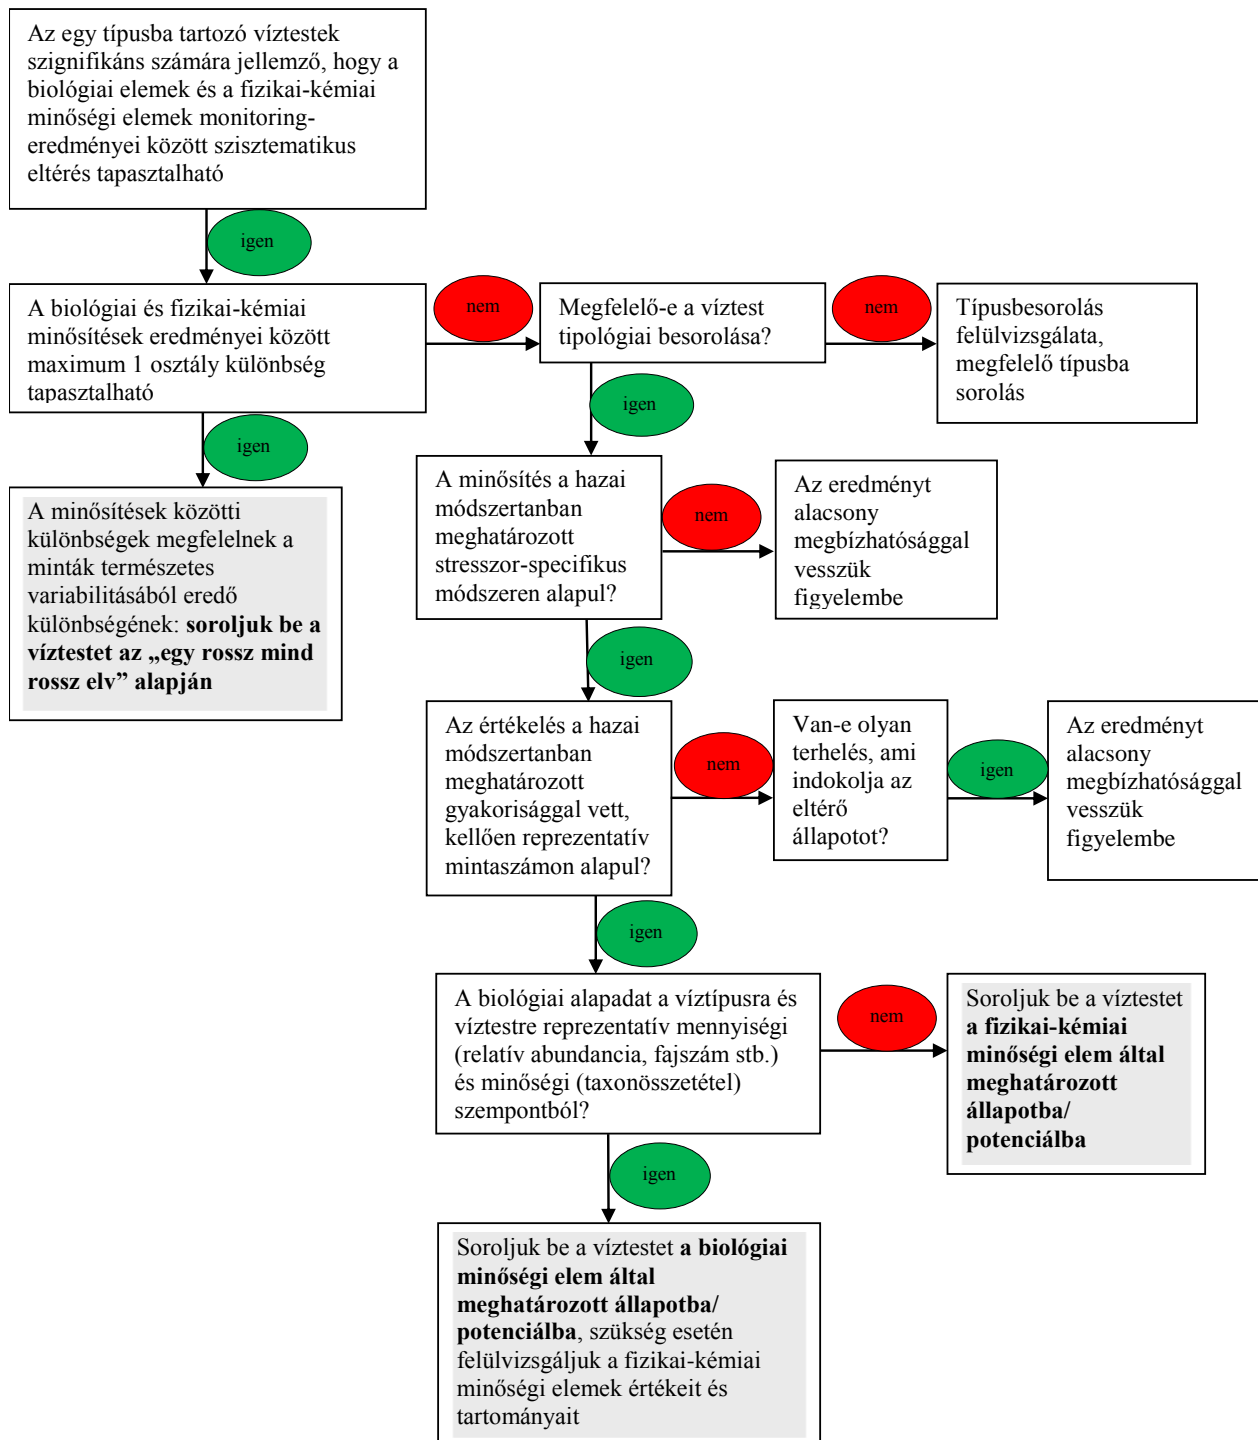 Az egy típusba tartozó víztestek
szignifikáns számára jellemző, hogy a
biológiai elemek és a fizikai-kémiai
minőségi elemek monitoring-
eredményei között szisztematikus
eltérés tapasztalható
igen
A biológiai és fizikai-kémiai
minősítések eredményei között
maximum 1 osztály különbség
tapasztalható
nem
Megfelelő-e a víztest
tipológiai besorolása?
nem
Típusbesorolás
felülvizsgálata,
megfelelő típusba
sorolás
igen
igen
A minősítések közötti
különbségek megfelelnek a
minták természetes
variabilitásából eredő
különbségének: soroljuk be a
víztestet az „egy rossz mind
rossz elv” alapján
A minősítés a hazai
módszertanban
meghatározott
stresszor-specifikus
módszeren alapul?
nem
Az eredményt
alacsony
megbízhatósággal
vesszük
figyelembe
igen
Az értékelés a hazai
módszertanban
meghatározott
gyakorisággal vett,
kellően reprezentatív
mintaszámon alapul?
nem
Van-e olyan
terhelés, ami
indokolja az
eltérő
állapotot?
igen
Az eredményt
alacsony
megbízhatósággal
vesszük
figyelembe
igen
A biológiai alapadat a víztípusra és
víztestre reprezentatív mennyiségi
(relatív abundancia, fajszám stb.)
és minőségi (taxonösszetétel)
szempontból?
nem
Soroljuk be a víztestet
a fizikai-kémiai
minőségi elem által
meghatározott
állapotba/
potenciálba
igen
Soroljuk be a víztestet a biológiai
minőségi elem által
meghatározott állapotba/
potenciálba, szükség esetén
felülvizsgáljuk a fizikai-kémiai
minőségi elemek értékeit és
tartományait